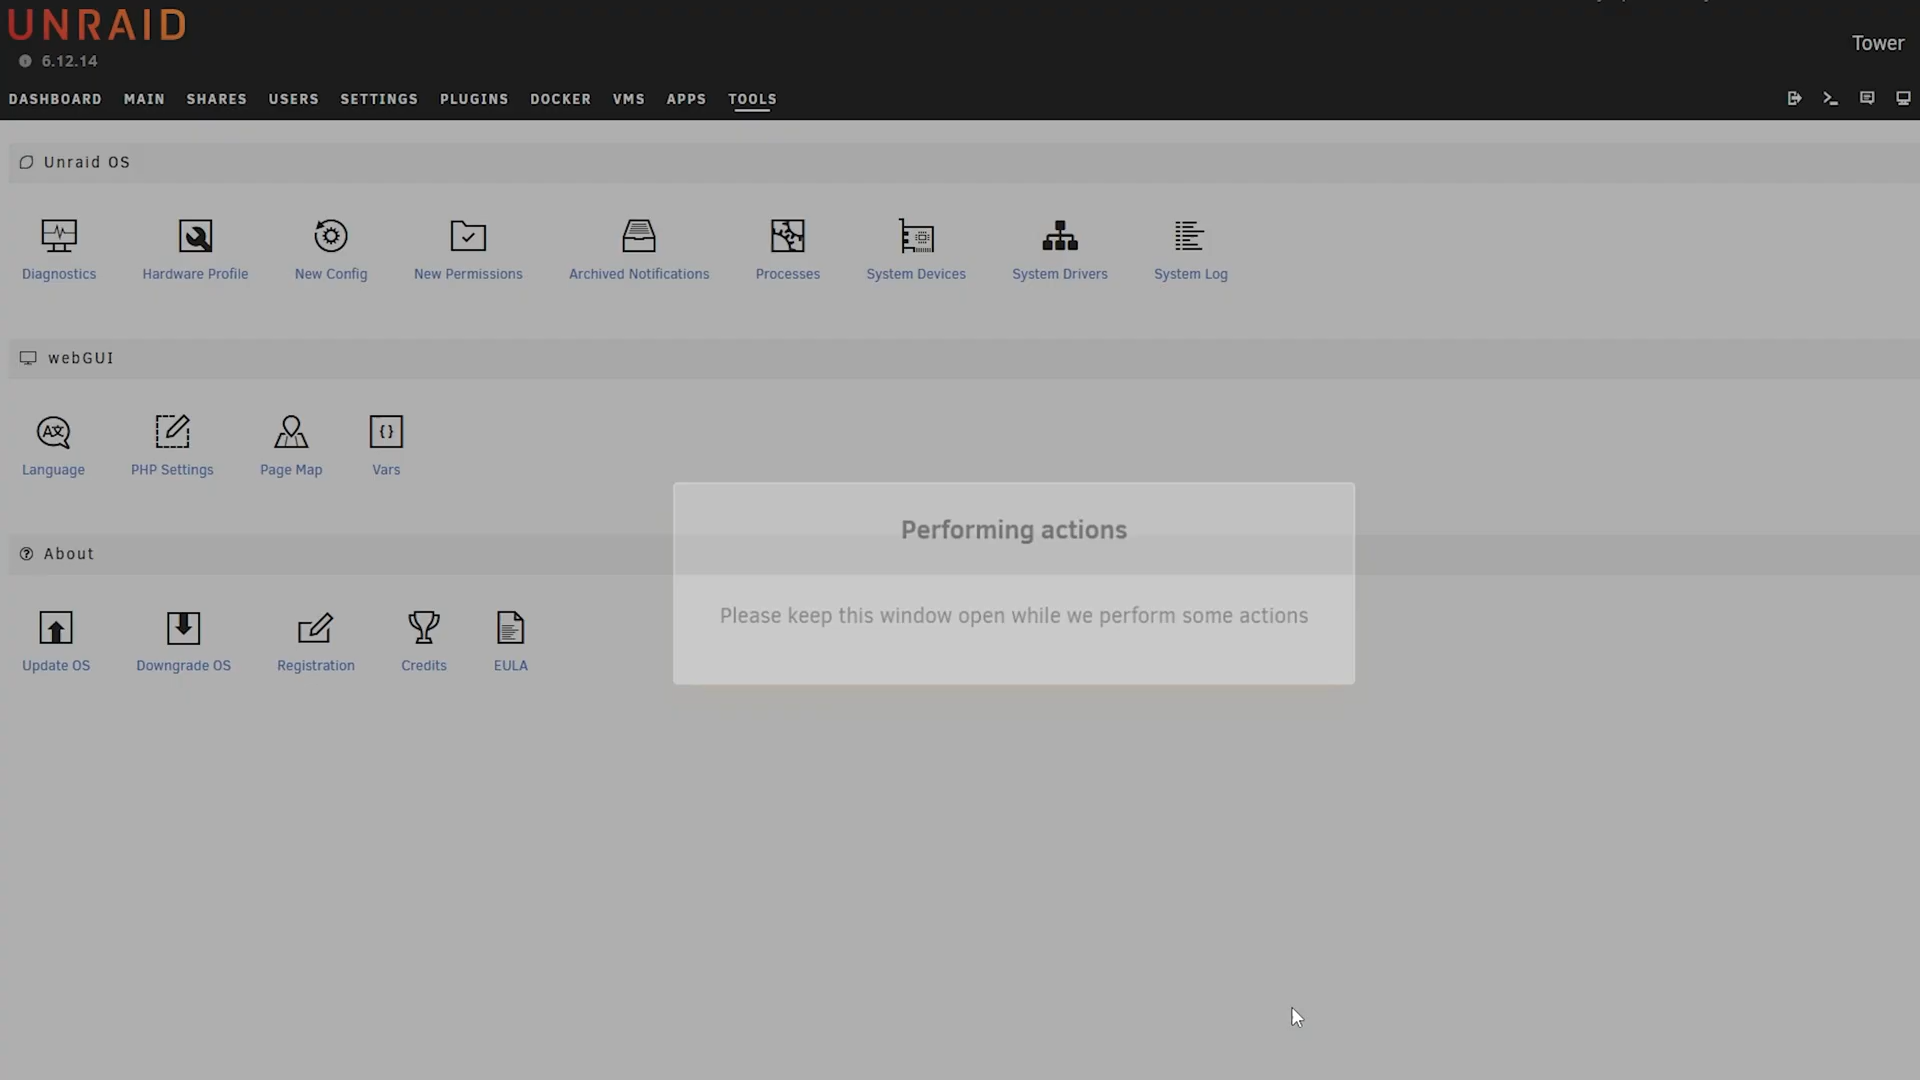 UNRAID
6.12.14
Tower
DASHBOARD MAIN SHARES USERS SETTINGS PLUGINS DOCKER VMS APPS TOOLS
Unraid OS
Diagnostics Hardware Profile New Config New Permissions Archived Notifications Processes System Devices System Drivers System Log
webGUI
Language PHP Settings Page Map Vars
Performing actions
About
Please keep this window open while we perform some actions
Update OS Downgrade OS Registration Credits EULA